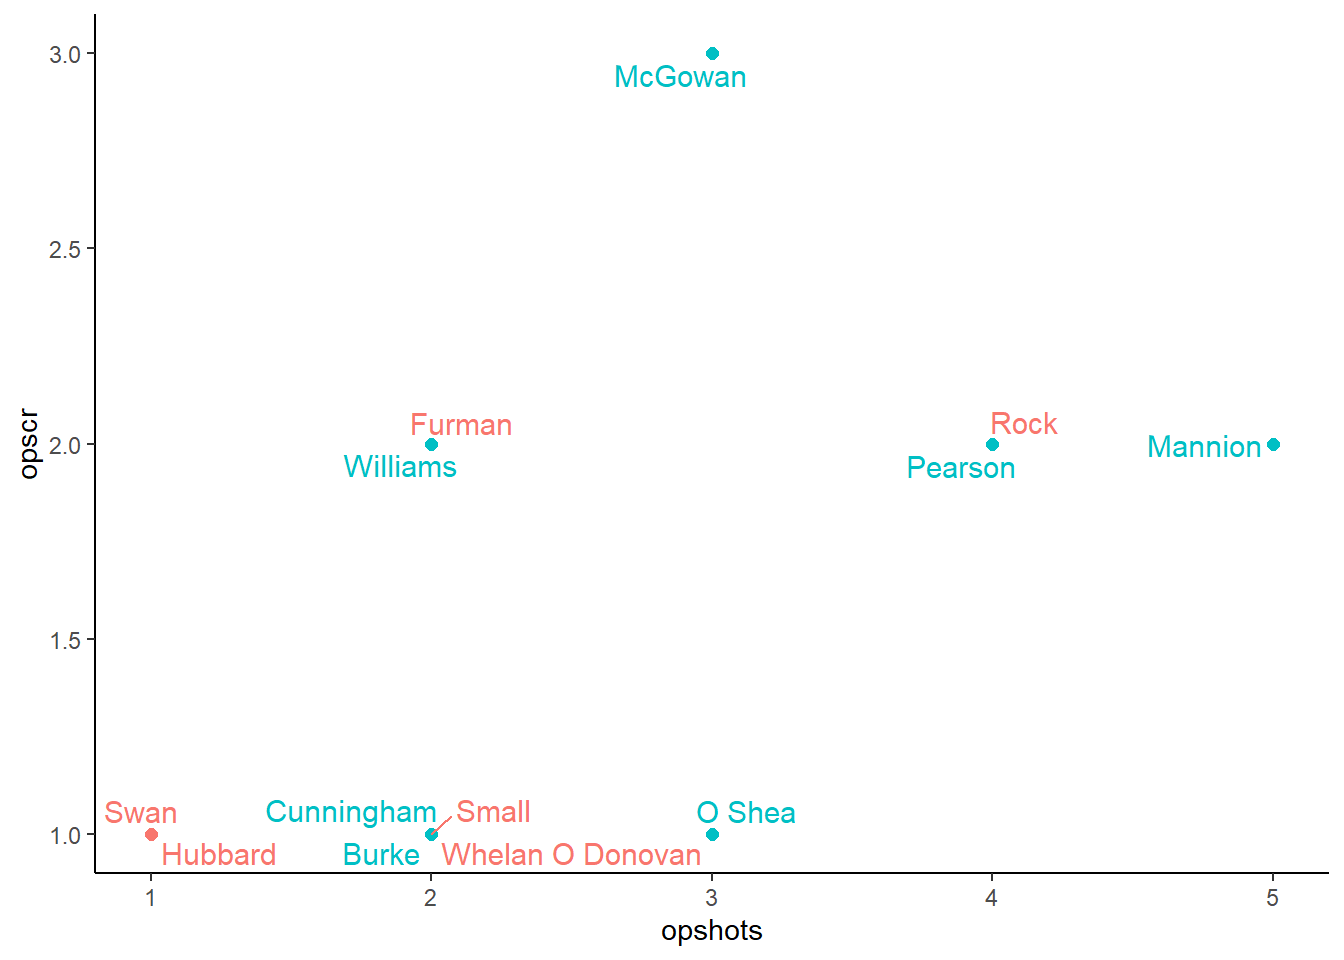 3.0
McGowan
2.5
Furman
Rock
2.0
Mannion
Williams
Pearson
opscr
1.5
Swan
Cunningham
Small
O Shea
1.0
Hubbard
Burke
Whelan O Donovan
1 2 3 4 5
opshots